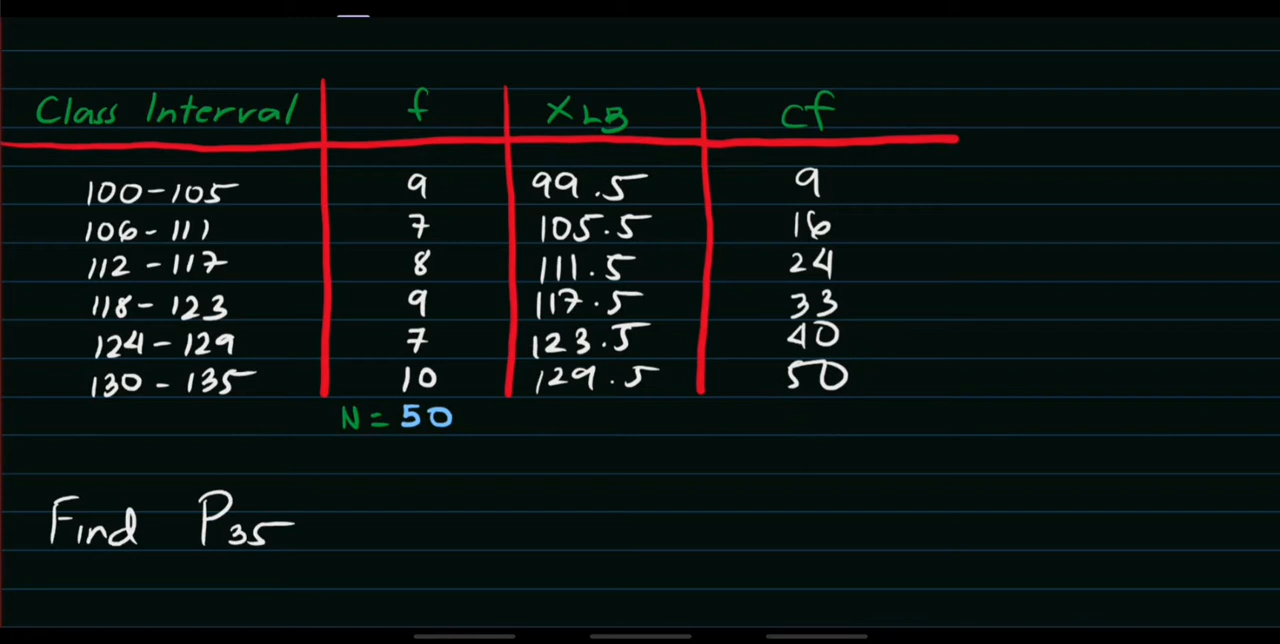 Class Interval f XLB cf
100-105 9 99.5 9
106-111 7 105.5 16
112-117 8 111.5 24
118-123 9 117.5 33
124-129 7 123.5 40
130-135 10 129.5 50
N = 50
Find P35